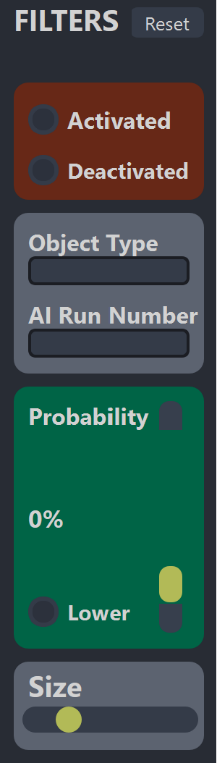 FILTERS Reset
Activated
Deactivated
Object Type
AI Run Number
Probability
0%
Lower
Size